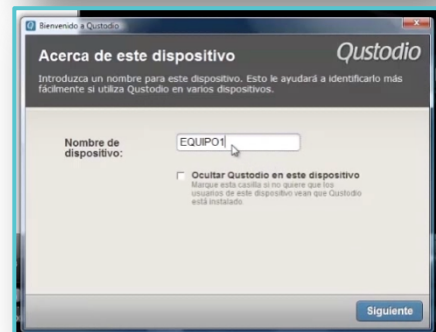 Bienvenido a Qustodio
Acerca de este dispositivo
Qustodio
Introduzca un nombre para este dispositivo. Esto le ayudará a identificarlo más
fácilmente si utiliza Qustodio en varios dispositivos.
Nombre de
dispositivo:
EQUIPO1
Ocultar Qustodio en este dispositivo
Marque esta casilla si no quiere que los
usuarios de este dispositivo vean que Qustodio
está instalado.
Siguiente